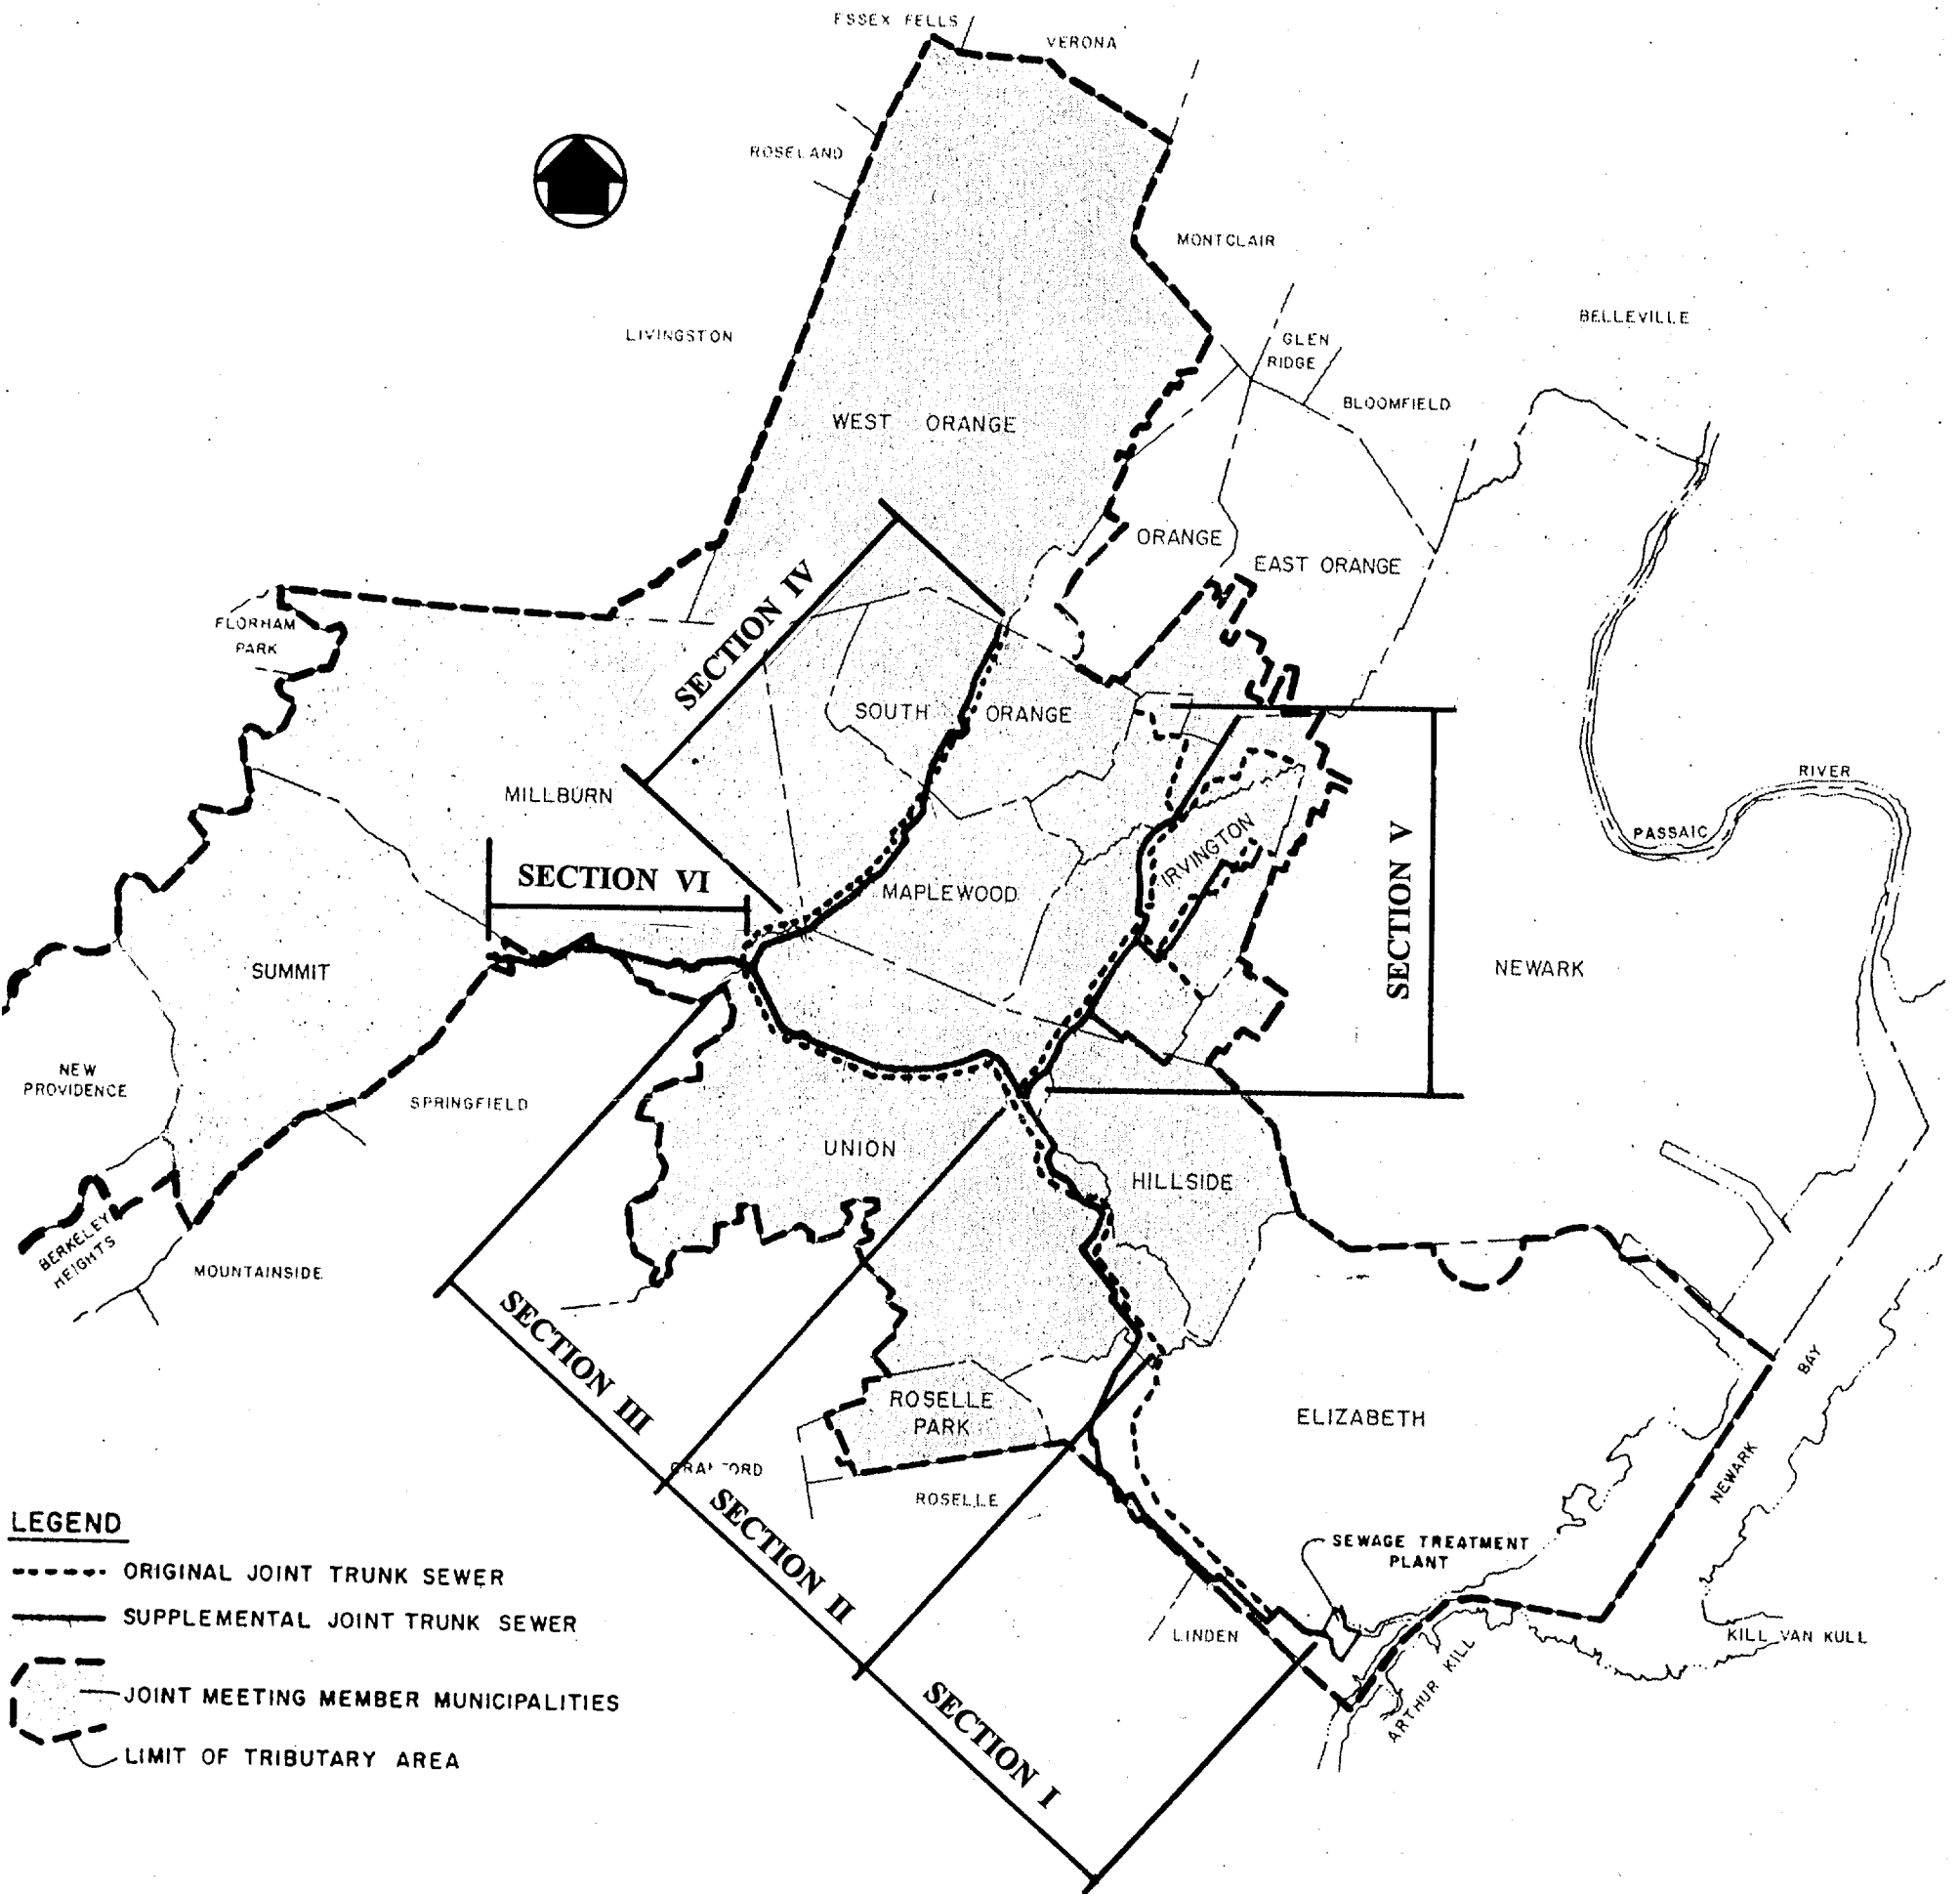 ESSEX FELLS
VERONA
ROSELAND
MONTCLAIR
LIVINGSTON
BELLEVILLE
GLEN
RIDGE
BLOOMFIELD
WEST ORANGE
ORANGE
EAST ORANGE
SECTION IV
FLORHAM
PARK
SOUTH ORANGE
MILLBURN
RIVER
PASSAIC
IRVINGTON
SECTION V
SECTION VI
MAPLEWOOD
SUMMIT
NEWARK
NEW
PROVIDENCE
SPRINGFIELD
UNION
HILLSIDE
BERKELEY
HEIGHTS
MOUNTAINSIDE
SECTION III
ROSELLE
PARK
ELIZABETH
BAY
NEWARK
ROSELLE
SECTION II
SEWAGE TREATMENT
PLANT
LINDEN
KILL VAN KULL
ARTHUR KILL
SECTION I
LEGEND
ORIGINAL JOINT TRUNK SEWER
SUPPLEMENTAL JOINT TRUNK SEWER
JOINT MEETING MEMBER MUNICIPALITIES
LIMIT OF TRIBUTARY AREA